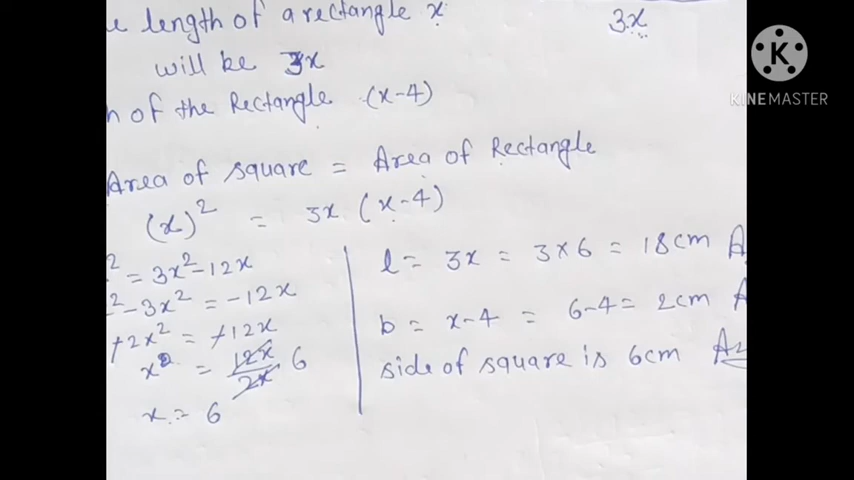 length of a rectangle x
3x
will be 3x
of the Rectangle (x-4)
Area of square = Area of Rectangle
(x)² = 3x (x-4)
² = 3x²-12x
²-3x² = -12x
+2x² = +12x
x² = 12x/2x 6
x = 6
l = 3x = 3×6 = 18cm
b = x-4 = 6-4 = 2cm
side of square is 6cm
K
KINEMASTER